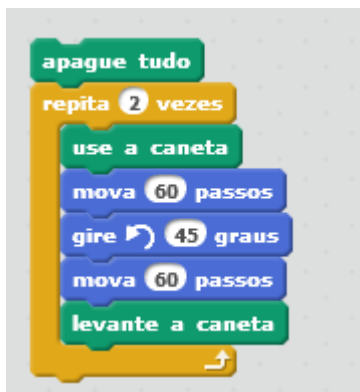 apague tudo
repita 2 vezes
use a caneta
mova 60 passos
gire 45 graus
mova 60 passos
levante a caneta